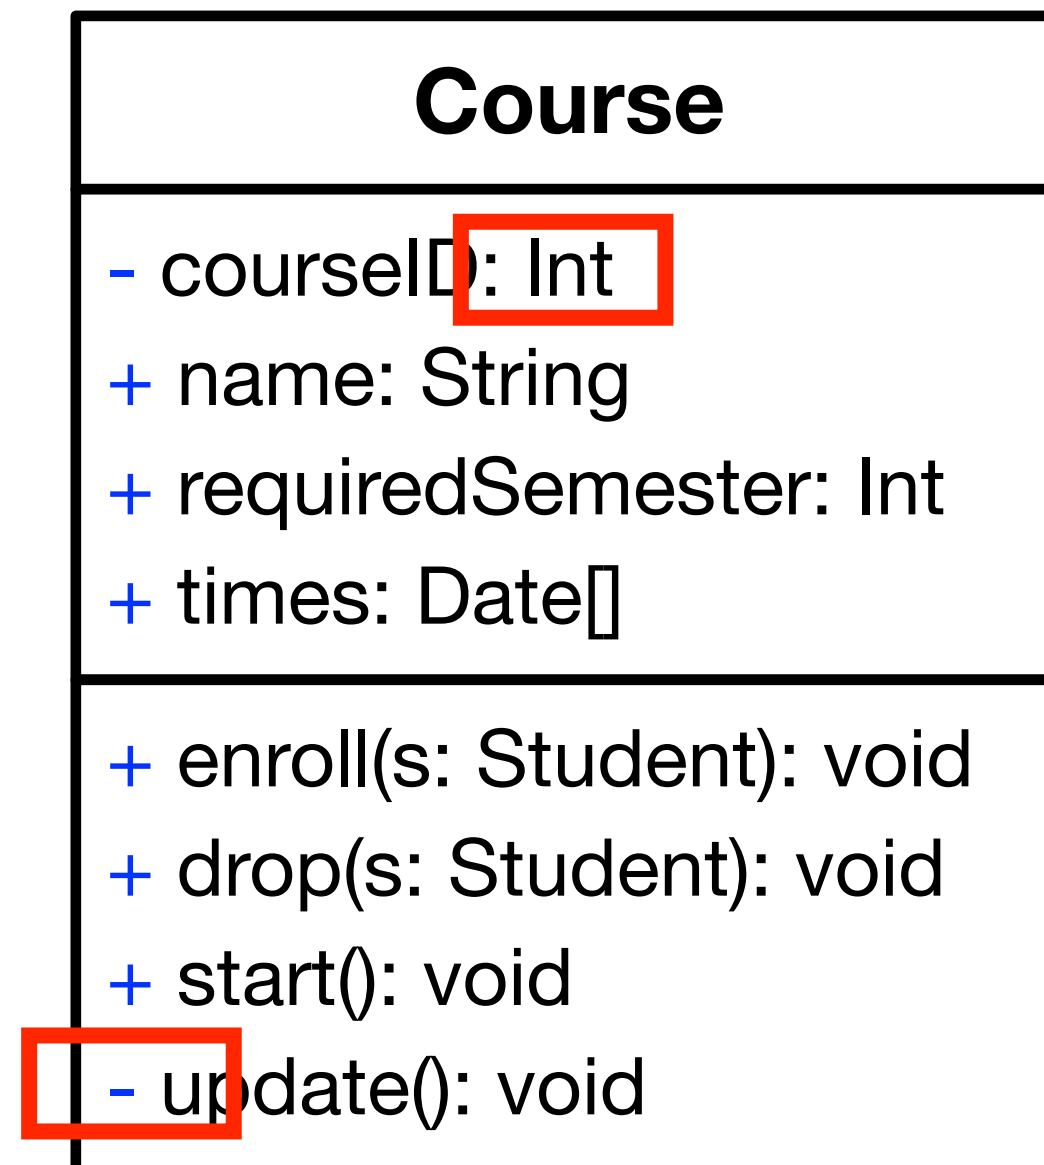 Course
- courseID: Int
+ name: String
+ requiredSemester: Int
+ times: Date[]
+ enroll(s: Student): void
+ drop(s: Student): void
+ start(): void
- update(): void